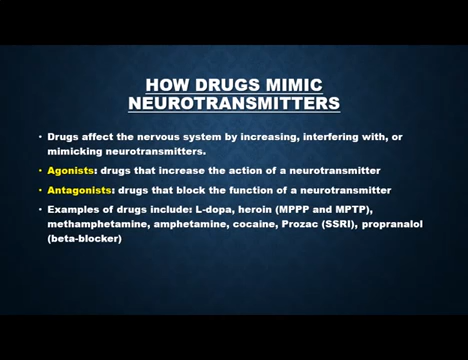 HOW DRUGS MIMIC
NEUROTRANSMITTERS
• Drugs affect the nervous system by increasing, interfering with, or
mimicking neurotransmitters.
• Agonists: drugs that increase the action of a neurotransmitter
• Antagonists: drugs that block the function of a neurotransmitter
• Examples of drugs include: L-dopa, heroin (MPPP and MPTP),
methamphetamine, amphetamine, cocaine, Prozac (SSRI), propranalol
(beta-blocker)